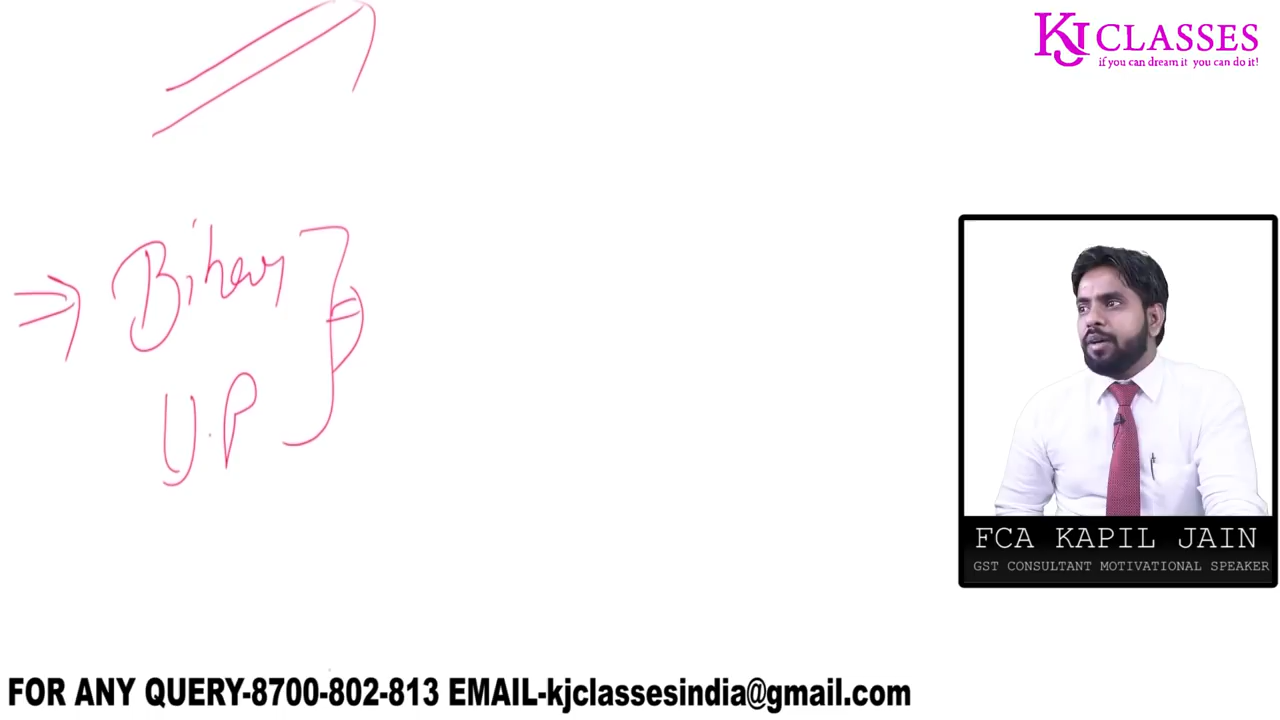 KJ CLASSES
if you can dream it you can do it!
Bihar
U.P
FCA KAPIL JAIN
GST CONSULTANT MOTIVATIONAL SPEAKER
FOR ANY QUERY-8700-802-813 EMAIL-kjclassesindia@gmail.com